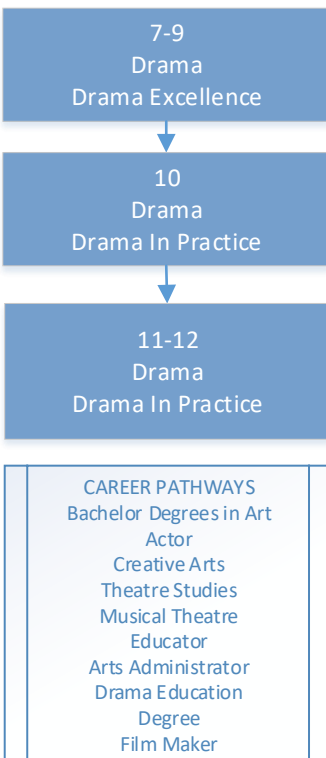 7-9
Drama
Drama Excellence
10
Drama
Drama In Practice
11-12
Drama
Drama In Practice
CAREER PATHWAYS
Bachelor Degrees in Art
Actor
Creative Arts
Theatre Studies
Musical Theatre
Educator
Arts Administrator
Drama Education
Degree
Film Maker